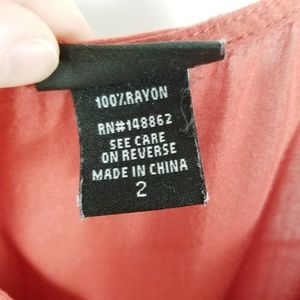 100%RAYON
RN#148862
SEE CARE
ON REVERSE
MADE IN CHINA
2